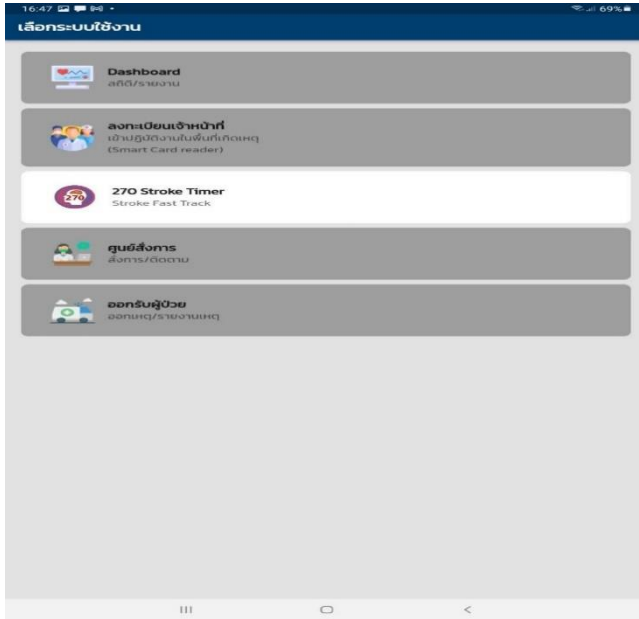 16:47 69%
เลือกระบบใช้งาน
Dashboard
สถิติ/รายงาน
ลงทะเบียนเจ้าหน้าที่
เข้าปฏิบัติงานในพื้นที่เกิดเหตุ
(Smart Card reader)
270
270 Stroke Timer
Stroke Fast Track
ศูนย์สั่งการ
สั่งการ/ติดตาม
ออกรับผู้ป่วย
ออกเหตุ/รายงานเหตุ